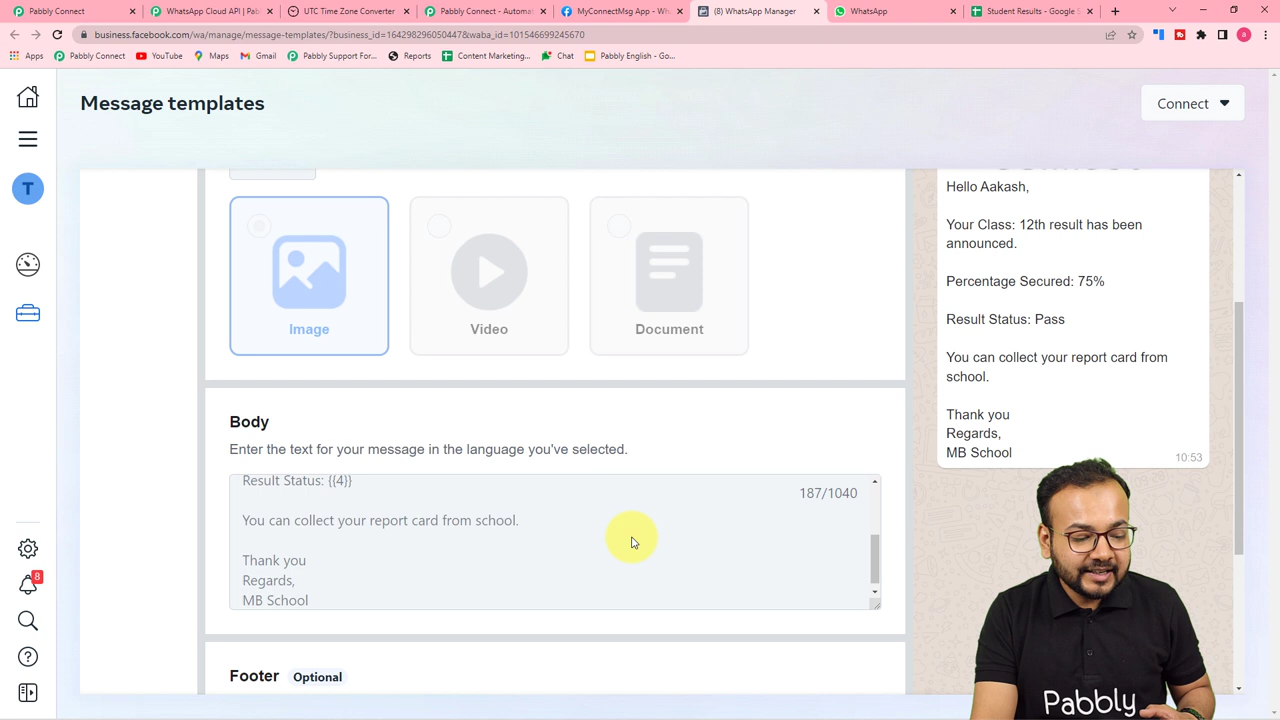 Pabbly Connect
WhatsApp Cloud API | Pab
UTC Time Zone Converter
Pabbly Connect - Automat
MyConnectMsg App - Wha
(8) WhatsApp Manager
WhatsApp
Student Results - Google S
business.facebook.com/wa/manage/message-templates/?business_id=164298296050447&waba_id=101546699245670
Apps
Pabbly Connect
YouTube
Maps
Gmail
Pabbly Support For...
Reports
Content Marketing...
Chat
Pabbly English - Go...
Message templates
Connect
T
8
Image
Video
Document
Body
Enter the text for your message in the language you've selected.
187/1040
Result Status: {{4}}
You can collect your report card from school.
Thank you
Regards,
MB School
Footer Optional
Hello Aakash,
Your Class: 12th result has been
announced.
Percentage Secured: 75%
Result Status: Pass
You can collect your report card from
school.
Thank you
Regards,
MB School
10:53
Pabbly